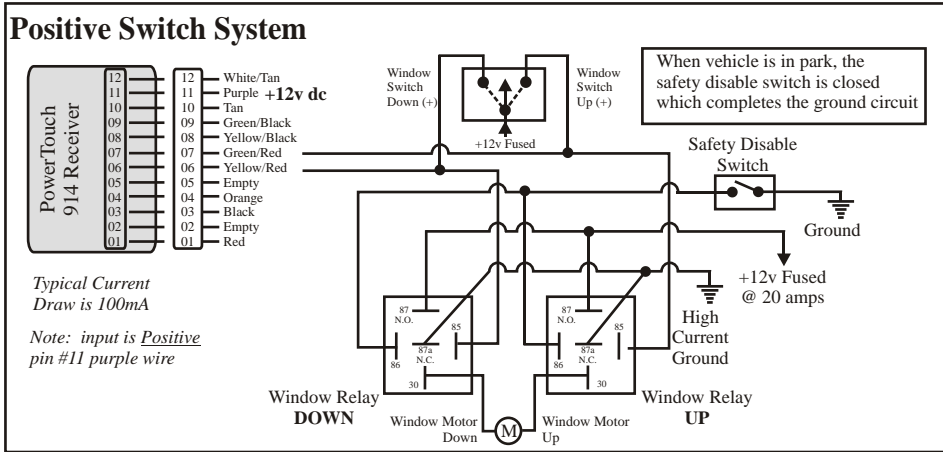 Positive Switch System
PowerTouch
914 Receiver
12 12 White/Tan
11 11 Purple +12v dc
10 10 Tan
09 09 Green/Black
08 08 Yellow/Black
07 07 Green/Red
06 06 Yellow/Red
05 05 Empty
04 04 Orange
03 03 Black
02 02 Empty
01 01 Red
Typical Current
Draw is 100mA
Note: input is Positive
pin #11 purple wire
Window
Switch
Down (+)
Window
Switch
Up (+)
+12v Fused
When vehicle is in park, the
safety disable switch is closed
which completes the ground circuit
Safety Disable
Switch
Ground
+12v Fused
@ 20 amps
High
Current
Ground
87
N.O.
85
86
87a
N.C.
30
Window Relay
DOWN
87
N.O.
85
86
87a
N.C.
30
Window Relay
UP
Window Motor
Down
M
Window Motor
Up